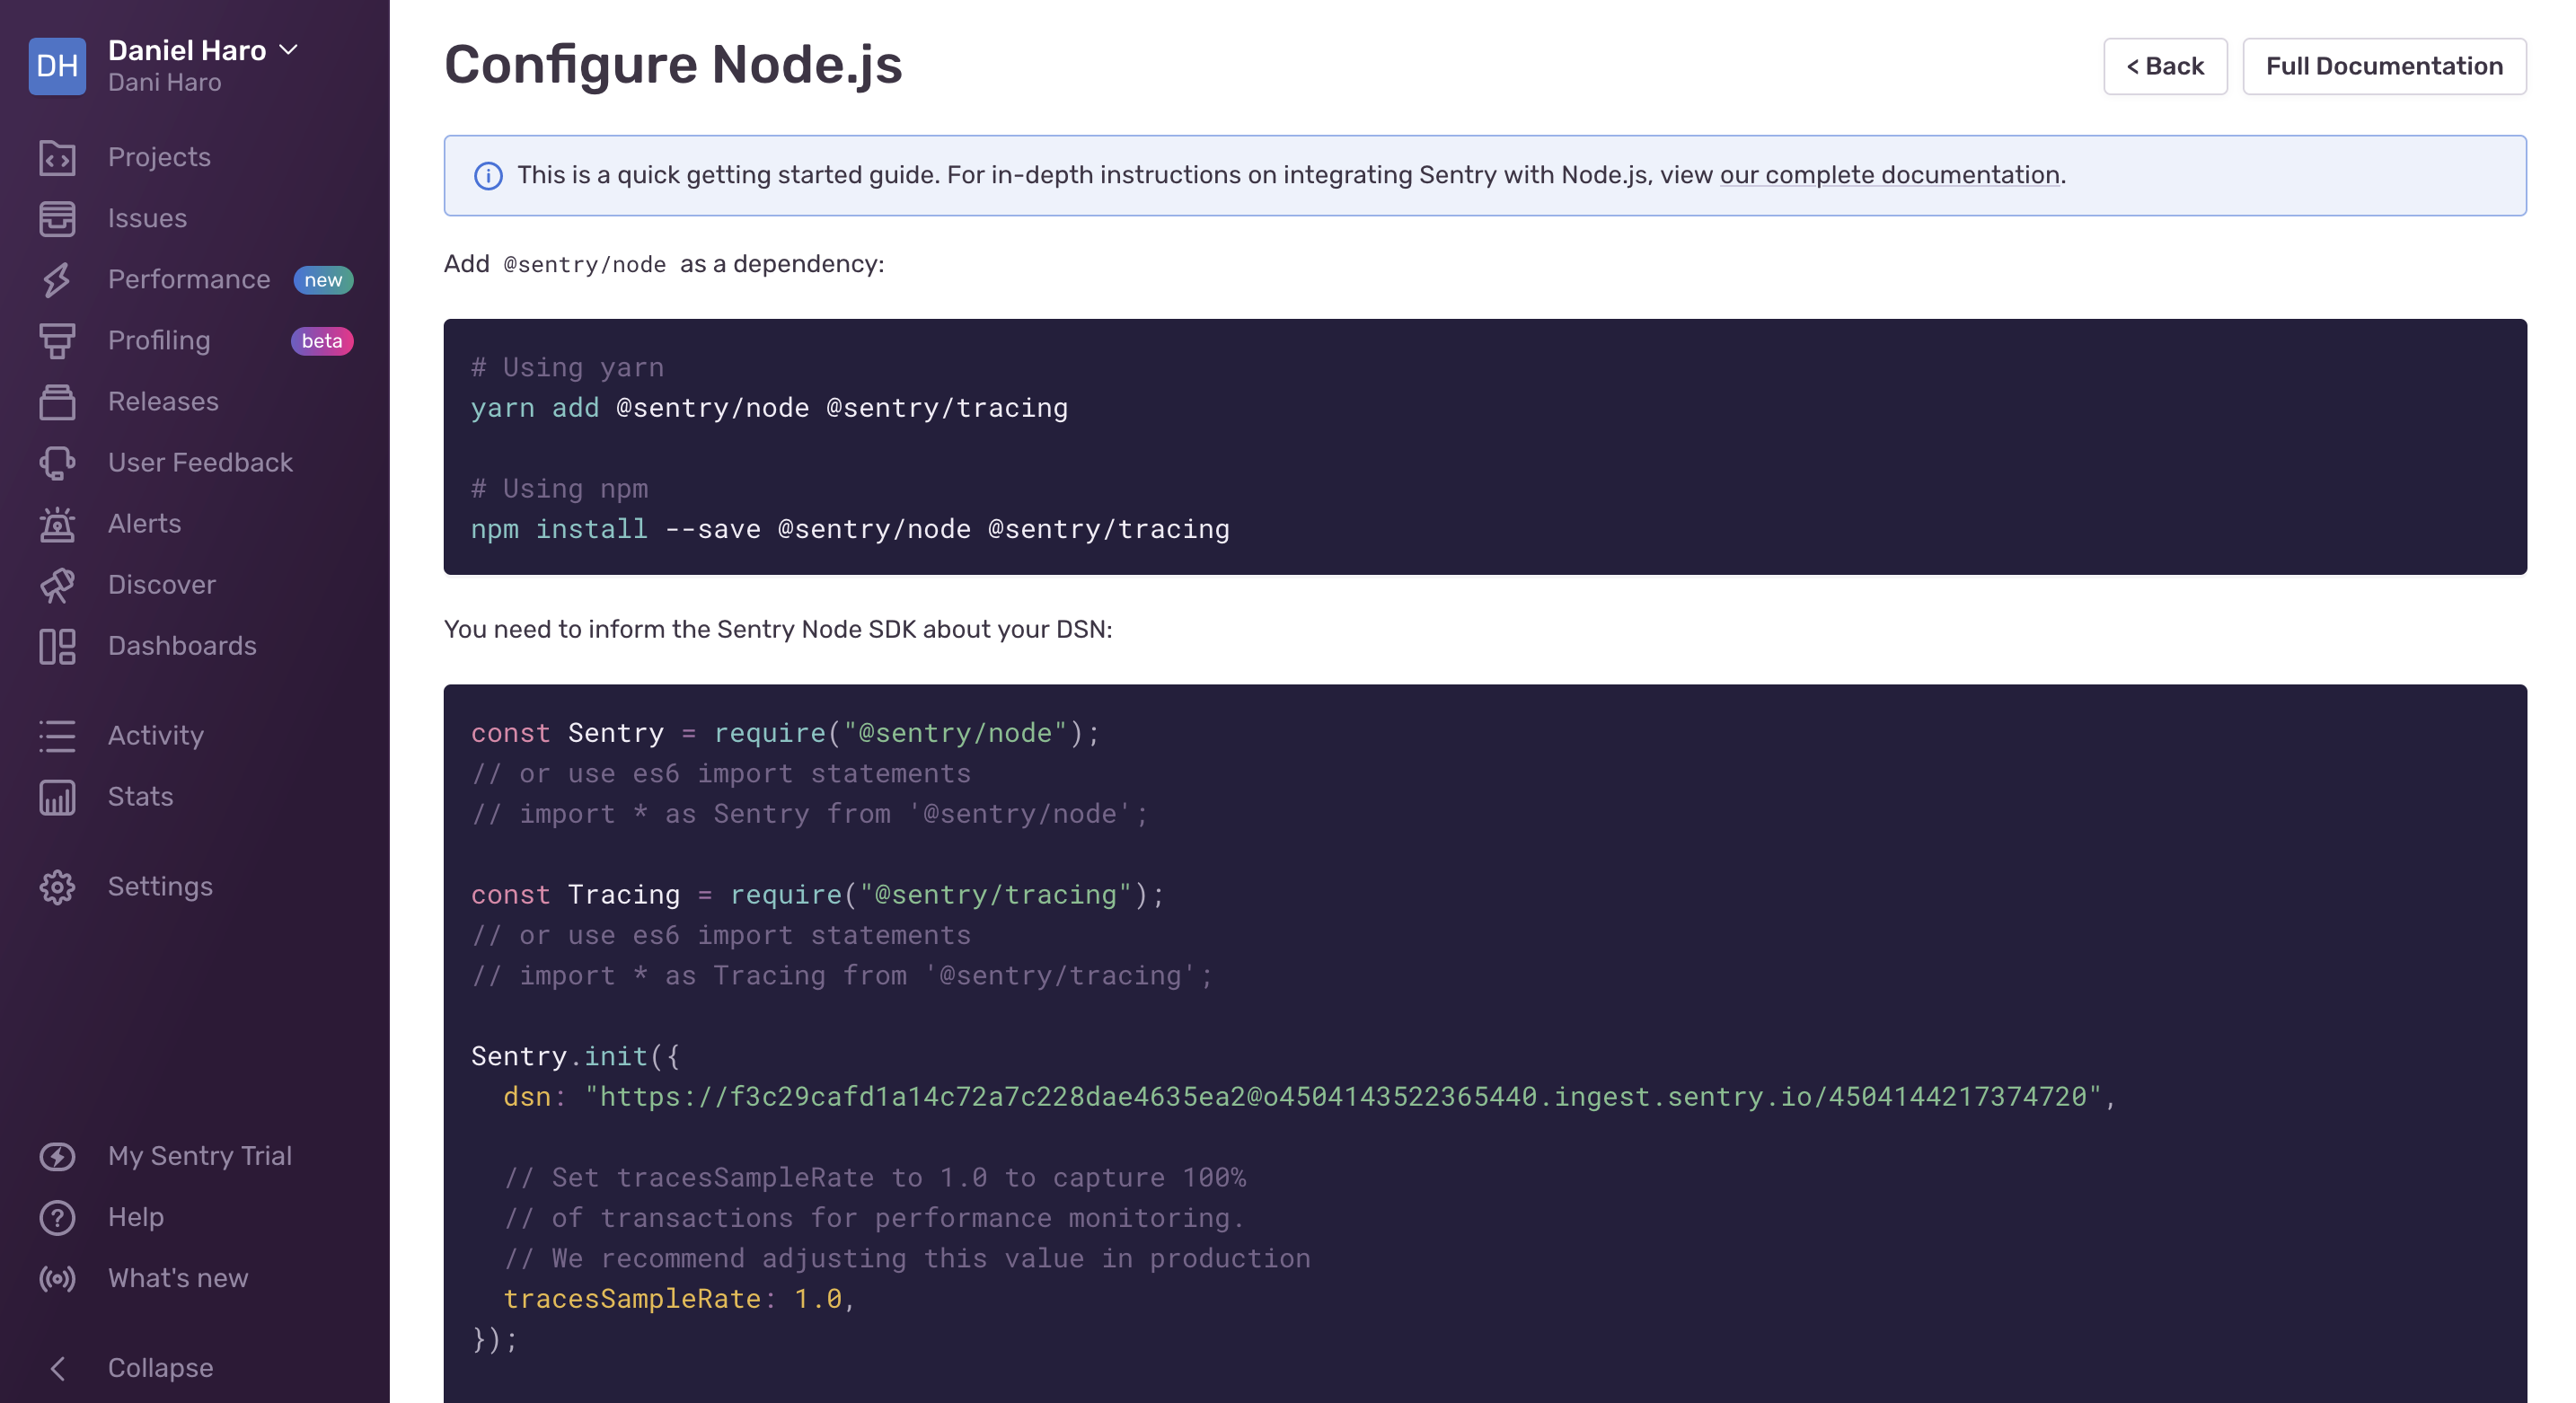 DH
Daniel Haro
Dani Haro
Projects
Issues
Performance new
Profiling beta
Releases
User Feedback
Alerts
Discover
Dashboards
Activity
Stats
Settings
My Sentry Trial
Help
What's new
Collapse
Configure Node.js
< Back
Full Documentation
This is a quick getting started guide. For in-depth instructions on integrating Sentry with Node.js, view our complete documentation.
Add @sentry/node as a dependency:
# Using yarn
yarn add @sentry/node @sentry/tracing
# Using npm
npm install --save @sentry/node @sentry/tracing
You need to inform the Sentry Node SDK about your DSN:
const Sentry = require("@sentry/node");
// or use es6 import statements
// import * as Sentry from '@sentry/node';
const Tracing = require("@sentry/tracing");
// or use es6 import statements
// import * as Tracing from '@sentry/tracing';
Sentry.init({
dsn: "https://f3c29cafd1a14c72a7c228dae4635ea2@o4504143522365440.ingest.sentry.io/4504144217374720",
// Set tracesSampleRate to 1.0 to capture 100%
// of transactions for performance monitoring.
// We recommend adjusting this value in production
tracesSampleRate: 1.0,
});